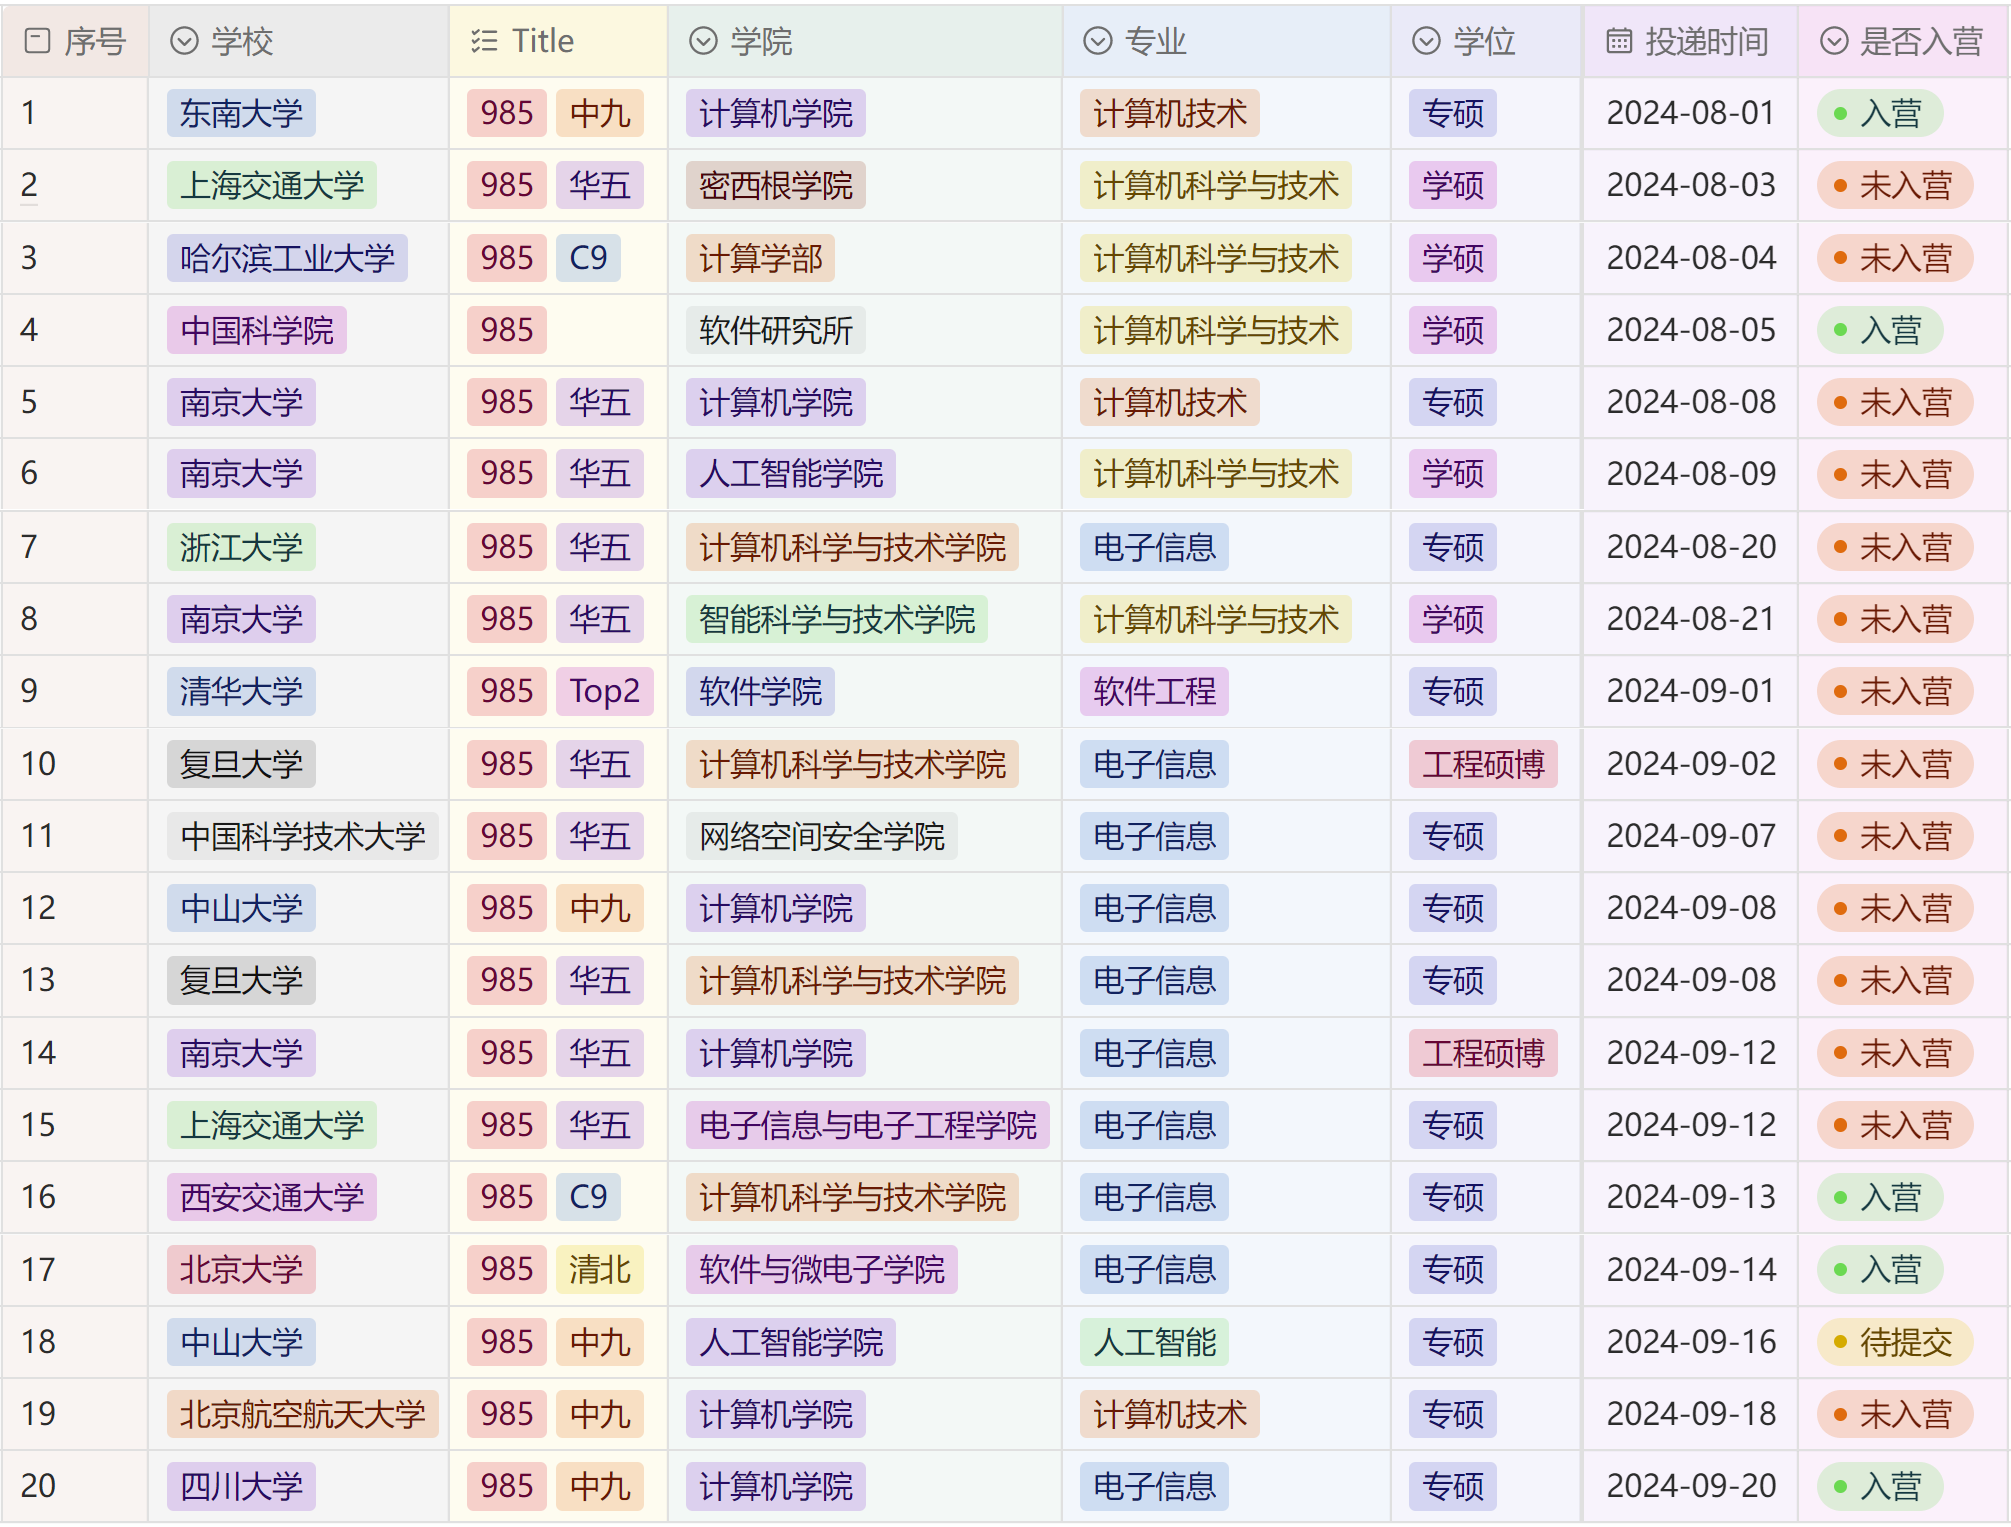 序号 学校 Title 学院 专业 学位 投递时间 是否入营
1 东南大学 985 中九 计算机学院 计算机技术 专硕 2024-08-01 入营
2 上海交通大学 985 华五 密西根学院 计算机科学与技术 学硕 2024-08-03 未入营
3 哈尔滨工业大学 985 C9 计算学部 计算机科学与技术 学硕 2024-08-04 未入营
4 中国科学院 985 软件研究所 计算机科学与技术 学硕 2024-08-05 入营
5 南京大学 985 华五 计算机学院 计算机技术 专硕 2024-08-08 未入营
6 南京大学 985 华五 人工智能学院 计算机科学与技术 学硕 2024-08-09 未入营
7 浙江大学 985 华五 计算机科学与技术学院 电子信息 专硕 2024-08-20 未入营
8 南京大学 985 华五 智能科学与技术学院 计算机科学与技术 学硕 2024-08-21 未入营
9 清华大学 985 Top2 软件学院 软件工程 专硕 2024-09-01 未入营
10 复旦大学 985 华五 计算机科学与技术学院 电子信息 工程硕博 2024-09-02 未入营
11 中国科学技术大学 985 华五 网络空间安全学院 电子信息 专硕 2024-09-07 未入营
12 中山大学 985 中九 计算机学院 电子信息 专硕 2024-09-08 未入营
13 复旦大学 985 华五 计算机科学与技术学院 电子信息 专硕 2024-09-08 未入营
14 南京大学 985 华五 计算机学院 电子信息 工程硕博 2024-09-12 未入营
15 上海交通大学 985 华五 电子信息与电子工程学院 电子信息 专硕 2024-09-12 未入营
16 西安交通大学 985 C9 计算机科学与技术学院 电子信息 专硕 2024-09-13 入营
17 北京大学 985 清北 软件与微电子学院 电子信息 专硕 2024-09-14 入营
18 中山大学 985 中九 人工智能学院 人工智能 专硕 2024-09-16 待提交
19 北京航空航天大学 985 中九 计算机学院 计算机技术 专硕 2024-09-18 未入营
20 四川大学 985 中九 计算机学院 电子信息 专硕 2024-09-20 入营